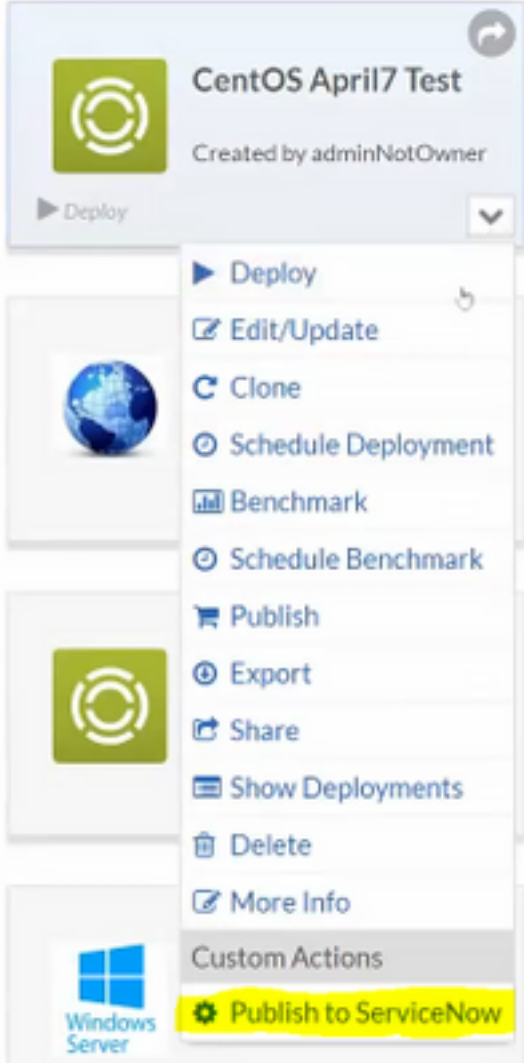 CentOS April7 Test
Created by adminNotOwner
Deploy
Deploy
Edit/Update
Clone
Schedule Deployment
Benchmark
Schedule Benchmark
Publish
Export
Share
Show Deployments
Delete
More Info
Custom Actions
Publish to ServiceNow
Windows
Server